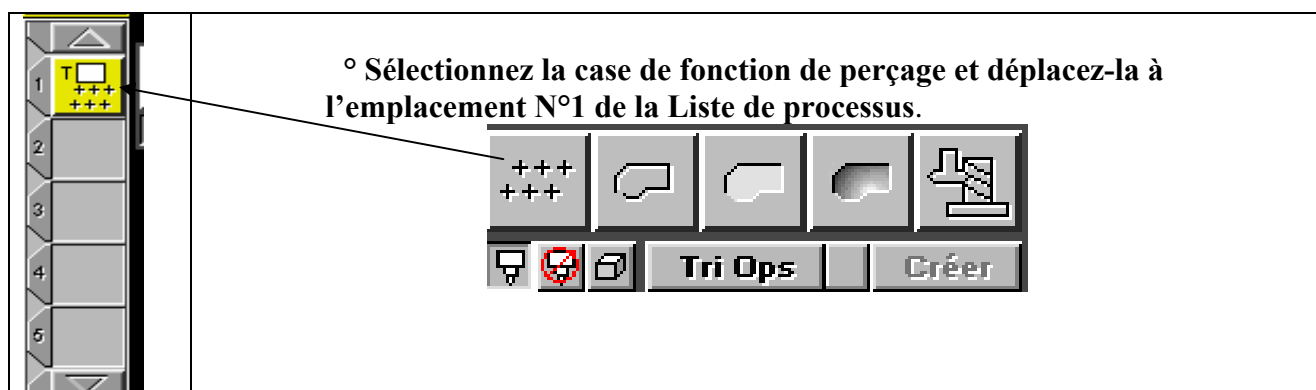 1
T
2
3
4
5
° Sélectionnez la case de fonction de perçage et déplacez-la à
l'emplacement N°1 de la Liste de processus.
+++
+++
Tri Ops Créer